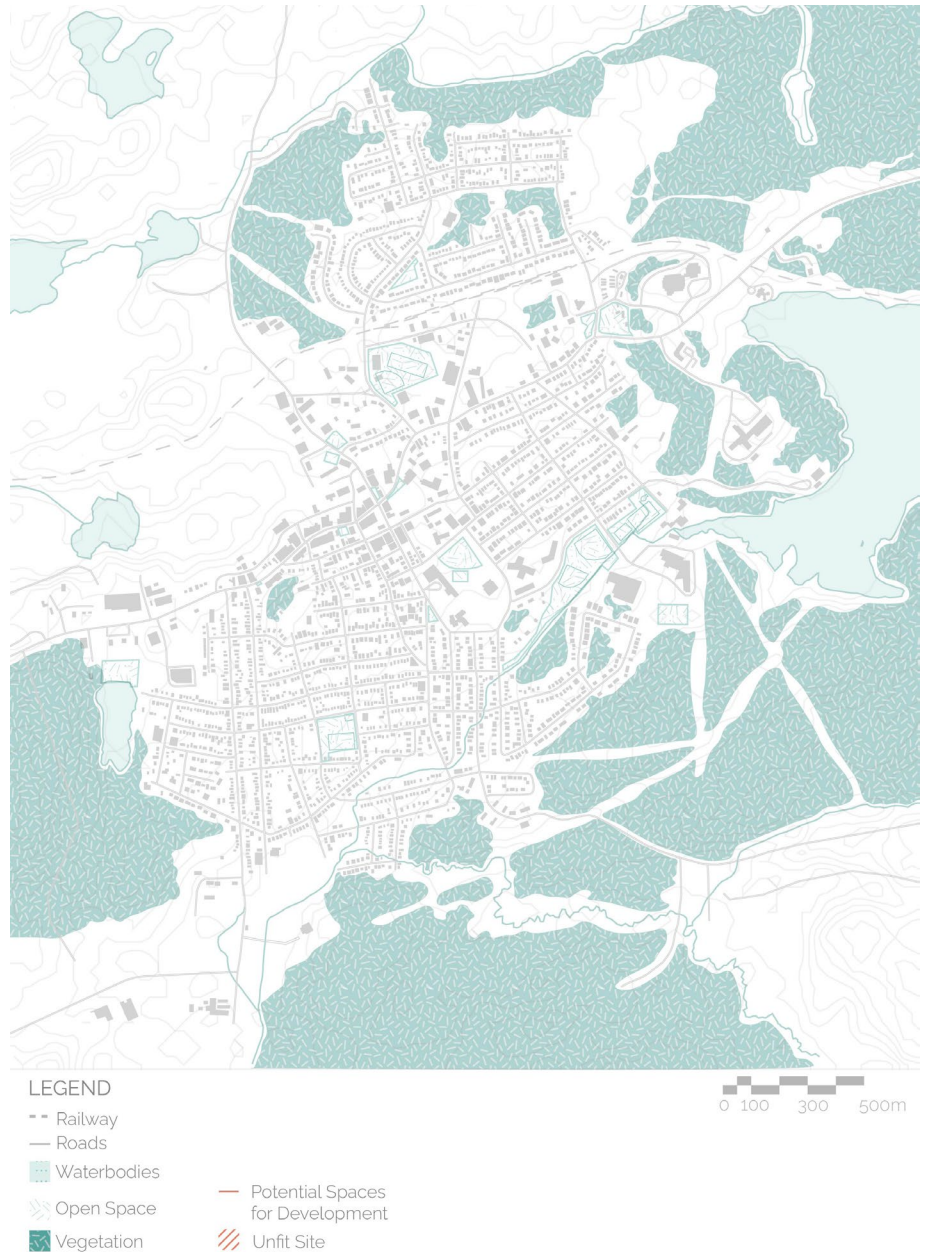 LEGEND
Railway
Roads
Waterbodies
Open Space
Vegetation
Potential Spaces
for Development
Unfit Site
0 100 300 500m